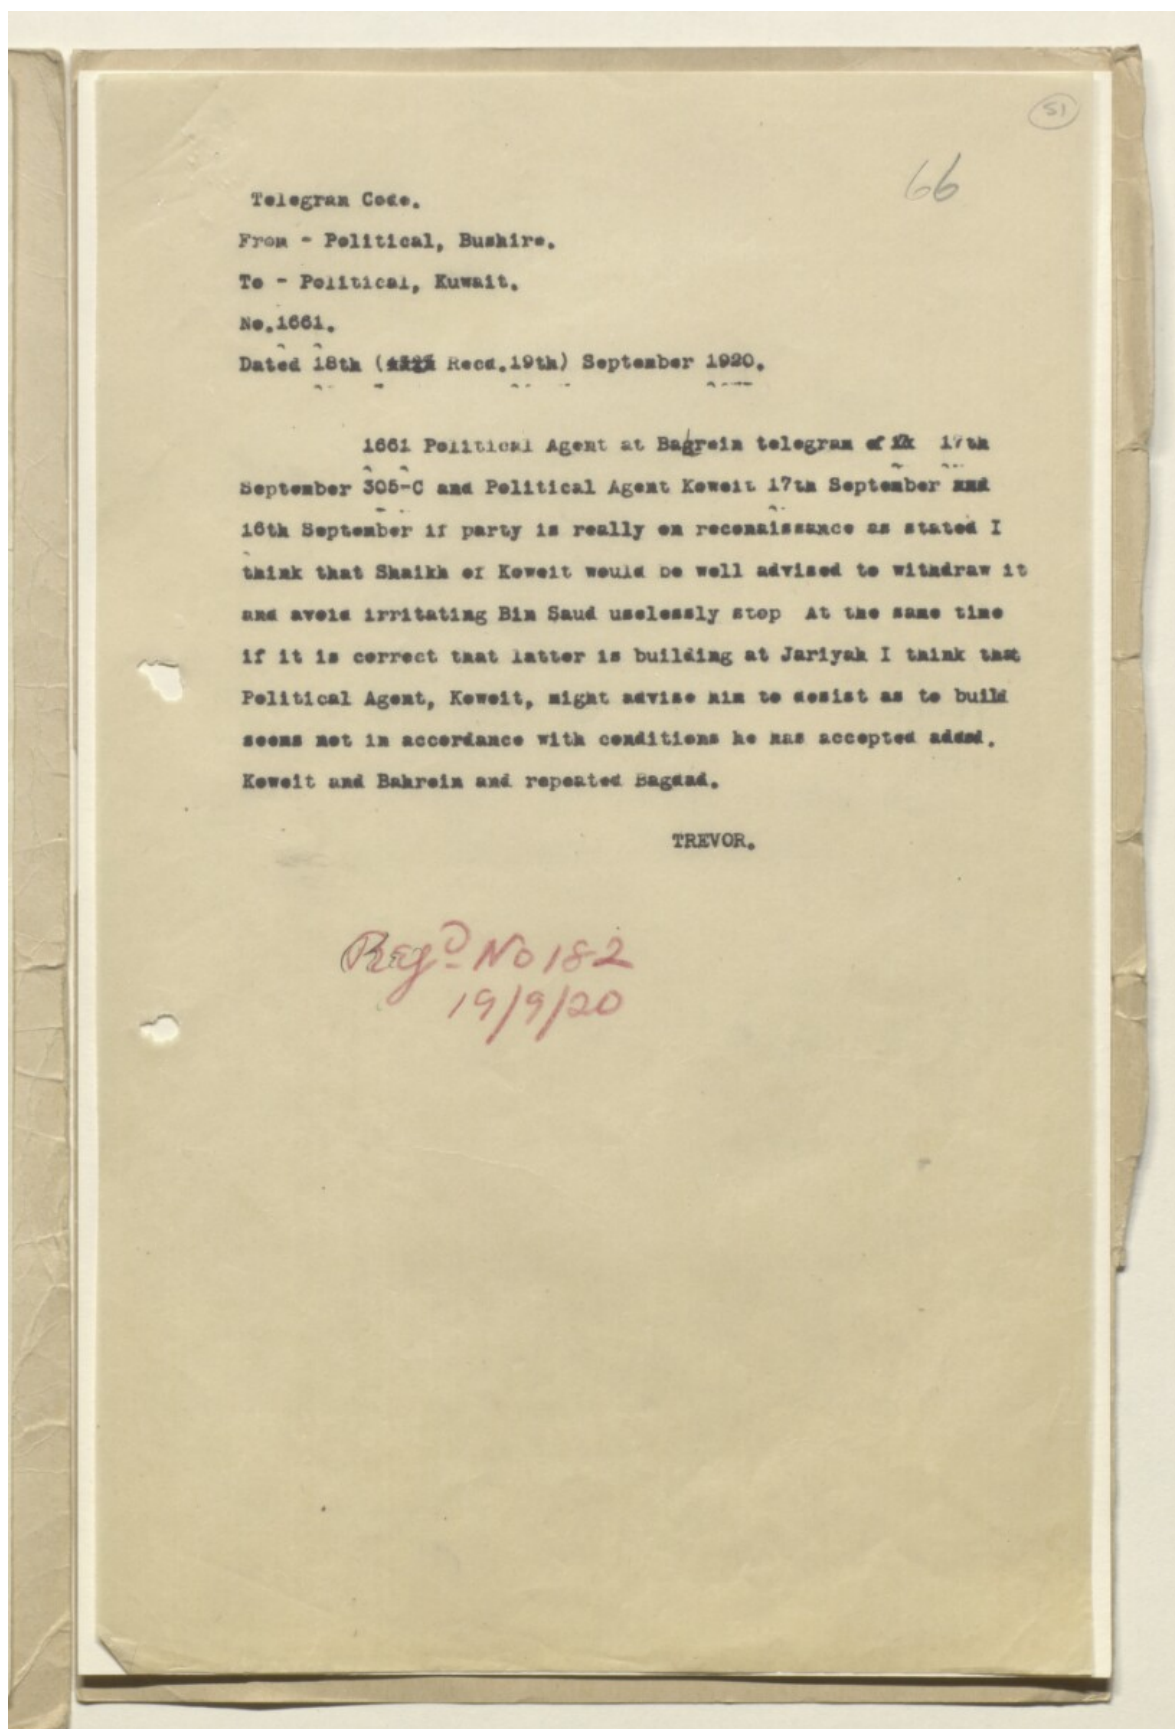 51
66
Telegram Code.
From - Political, Bushire.
To - Political, Kuwait.
No.1661.
Dated 18th ( Recd.19th) September 1920.
1661 Political Agent at Bahrein telegram of 17th
September 305-C and Political Agent Koweit 17th September and
16th September if party is really on reconaissance as stated I
think that Shaikh of Koweit would be well advised to withdraw it
and avoid irritating Bin Saud uselessly stop At the same time
if it is correct that latter is building at Jariyah I think that
Political Agent, Koweit, might advise him to desist as to build
seems not in accordance with conditions he has accepted added.
Koweit and Bahrein and repeated Bagdad.
TREVOR.
Regd No 182
19/9/20